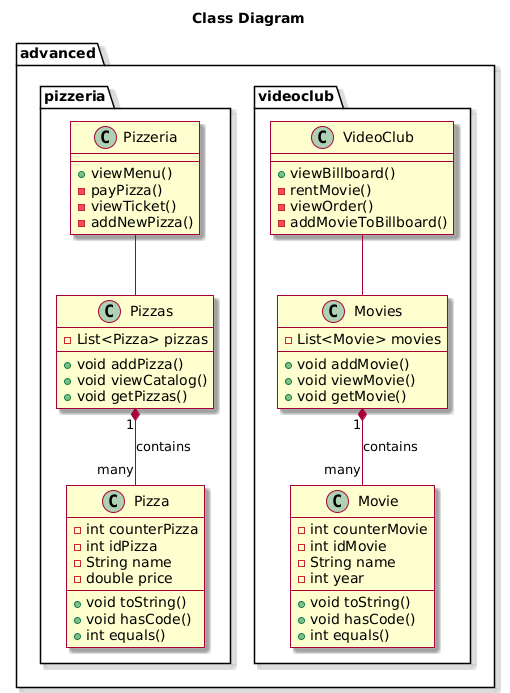 Class Diagram
advanced
pizzeria
C Pizzeria
viewMenu()
payPizza()
viewTicket()
addNewPizza()
C Pizzas
List<Pizza> pizzas
void addPizza()
void viewCatalog()
void getPizzas()
1
contains
many
C Pizza
int counterPizza
int idPizza
String name
double price
void toString()
void hasCode()
int equals()
videoclub
C VideoClub
viewBillboard()
rentMovie()
viewOrder()
addMovieToBillboard()
C Movies
List<Movie> movies
void addMovie()
void viewMovie()
void getMovie()
1
contains
many
C Movie
int counterMovie
int idMovie
String name
int year
void toString()
void hasCode()
int equals()